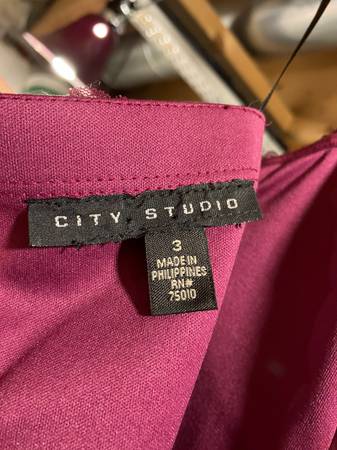 CITY STUDIO
3
MADE IN
PHILIPPINES
RN#
75010